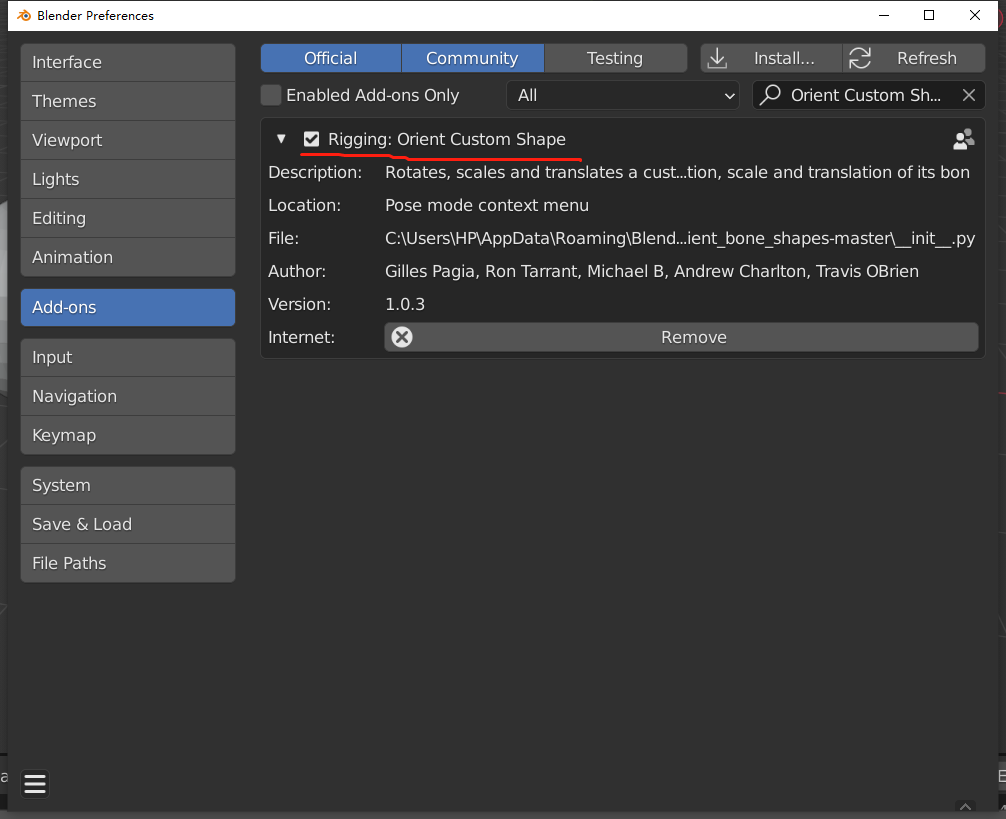 Blender Preferences
Interface
Themes
Viewport
Lights
Editing
Animation
Add-ons
Input
Navigation
Keymap
System
Save & Load
File Paths
Official Community Testing Install... Refresh
Enabled Add-ons Only All Orient Custom Sh...
Rigging: Orient Custom Shape
Description: Rotates, scales and translates a cust...tion, scale and translation of its bon
Location: Pose mode context menu
File: C:\Users\HP\AppData\Roaming\Blend...ient_bone_shapes-master\__init__.py
Author: Gilles Pagia, Ron Tarrant, Michael B, Andrew Charlton, Travis OBrien
Version: 1.0.3
Internet: Remove